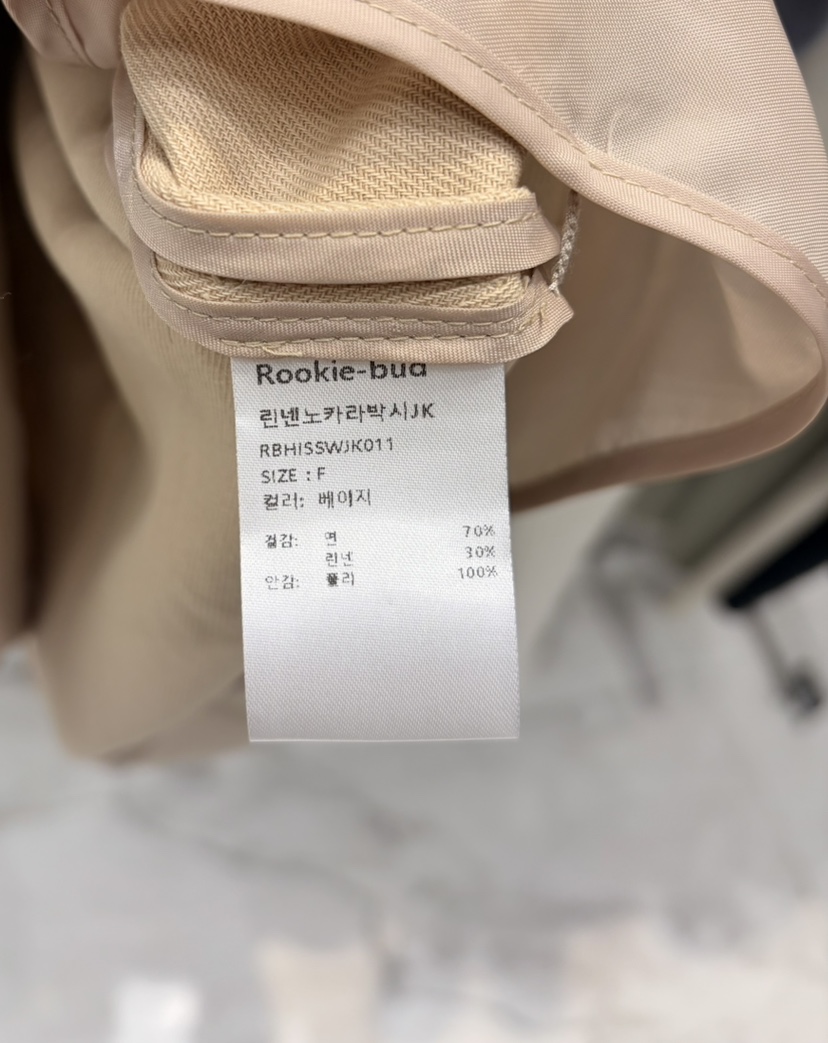 Rookie-bud
린넨노카라박시JK
RBHISSWJK011
SIZE : F
컬러: 베이지
겉감: 면 70%
린넨 30%
안감: 폴리 100%